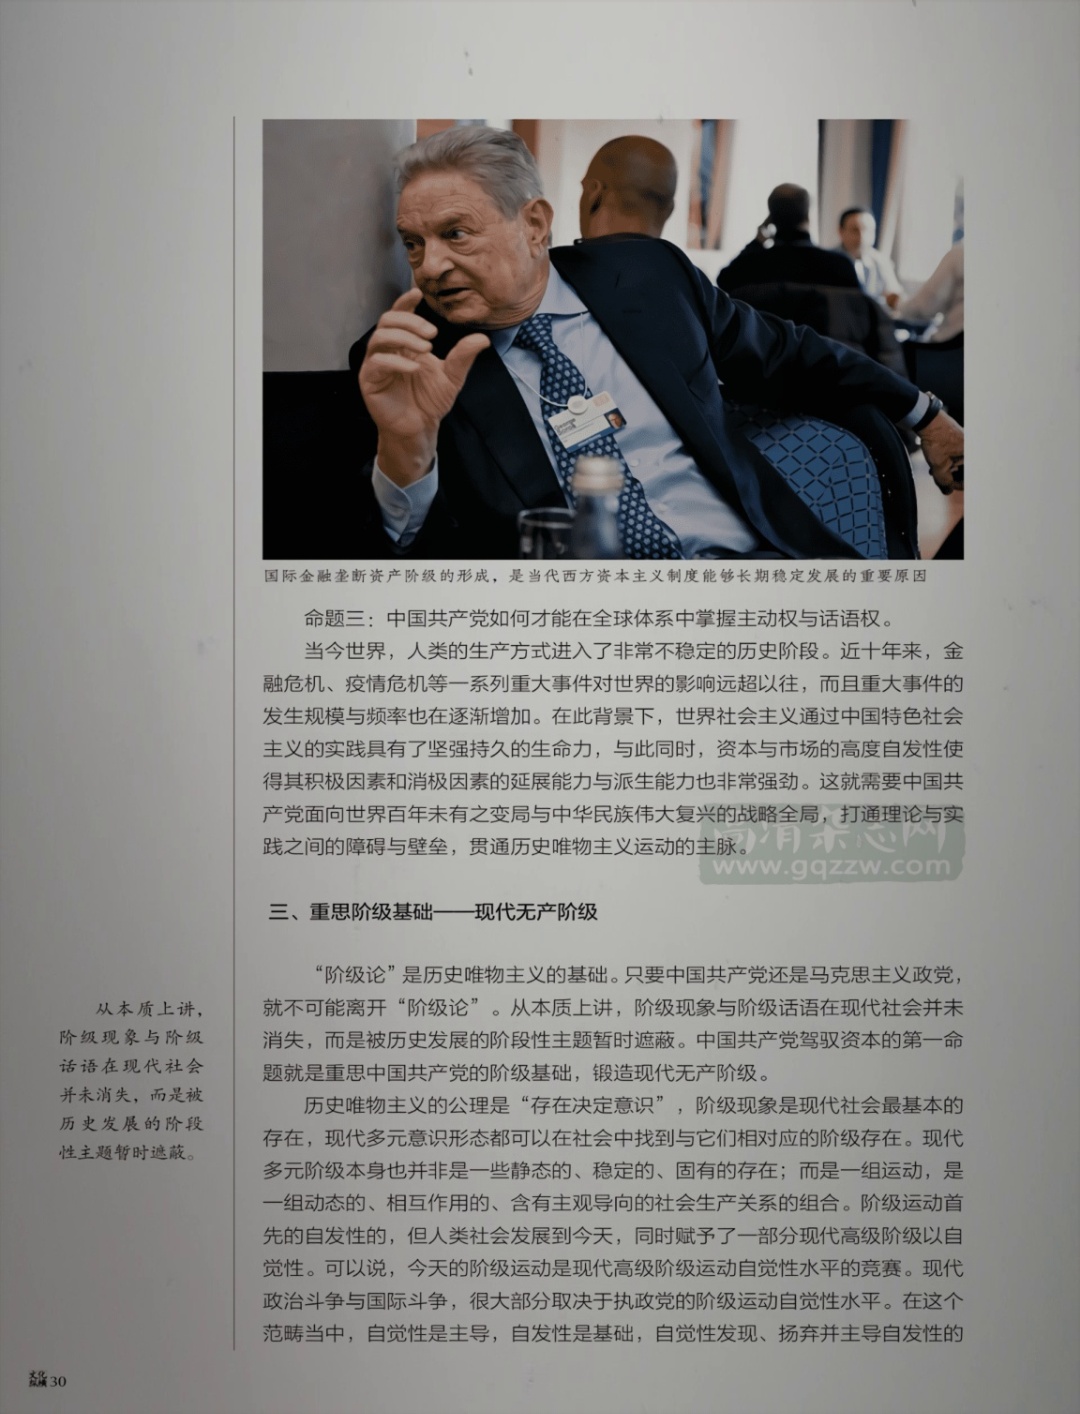 国际金融垄断资产阶级的形成，是当代西方资本主义制度能够长期稳定发展的重要原因
命题三：中国共产党如何才能在全球体系中掌握主动权与话语权。
当今世界，人类的生产方式进入了非常不稳定的历史阶段。近十年来，金
融危机、疫情危机等一系列重大事件对世界的影响远超以往，而且重大事件的
发生规模与频率也在逐渐增加。在此背景下，世界社会主义通过中国特色社会
主义的实践具有了坚强持久的生命力，与此同时，资本与市场的高度自发性使
得其积极因素和消极因素的延展能力与派生能力也非常强劲。这就需要中国共
产党面向世界百年未有之变局与中华民族伟大复兴的战略全局，打通理论与实
践之间的障碍与壁垒，贯通历史唯物主义运动的主脉。
高清杂志网
www.gqzzw.com
三、重思阶级基础——现代无产阶级
“阶级论”是历史唯物主义的基础。只要中国共产党还是马克思主义政党，
就不可能离开“阶级论”。从本质上讲，阶级现象与阶级话语在现代社会并未
消失，而是被历史发展的阶段性主题暂时遮蔽。中国共产党驾驭资本的第一命
题就是重思中国共产党的阶级基础，锻造现代无产阶级。
历史唯物主义的公理是“存在决定意识”，阶级现象是现代社会最基本的
存在，现代多元意识形态都可以在社会中找到与它们相对应的阶级存在。现代
多元阶级本身也并非是一些静态的、稳定的、固有的存在；而是一组运动，是
一组动态的、相互作用的、含有主观导向的社会生产关系的组合。阶级运动首
先的自发性的，但人类社会发展到今天，同时赋予了一部分现代高级阶级以自
觉性。可以说，今天的阶级运动是现代高级阶级运动自觉性水平的竞赛。现代
政治斗争与国际斗争，很大部分取决于执政党的阶级运动自觉性水平。在这个
范畴当中，自觉性是主导，自发性是基础，自觉性发现、扬弃并主导自发性的
从本质上讲，
阶级现象与阶级
话语在现代社会
并未消失，而是被
历史发展的阶段
性主题暂时遮蔽。
文化纵横 30